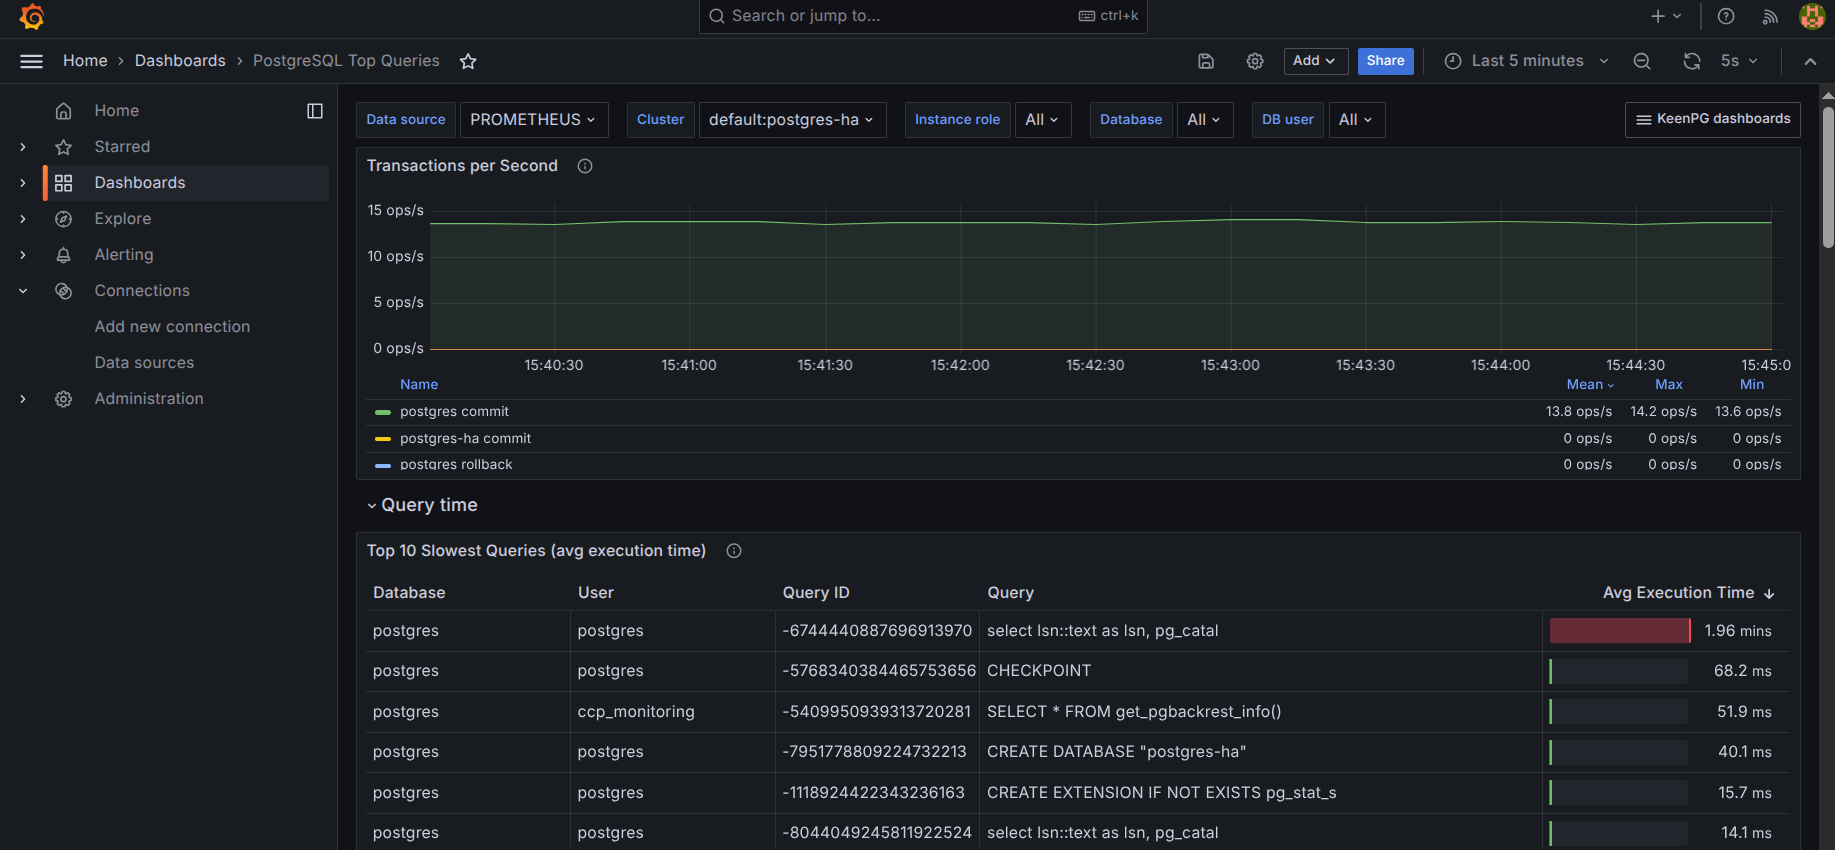 Search or jump to... ctrl+k
Home › Dashboards › PostgreSQL Top Queries Add Share Last 5 minutes 5s
Home
Starred
Dashboards
Explore
Alerting
Connections
Add new connection
Data sources
Administration
Data source PROMETHEUS Cluster default:postgres-ha Instance role All Database All DB user All KeenPG dashboards
Transactions per Second
15 ops/s
10 ops/s
5 ops/s
0 ops/s
15:40:30 15:41:00 15:41:30 15:42:00 15:42:30 15:43:00 15:43:30 15:44:00 15:44:30 15:45:0
Name Mean Max Min
postgres commit 13.8 ops/s 14.2 ops/s 13.6 ops/s
postgres-ha commit 0 ops/s 0 ops/s 0 ops/s
postgres rollback 0 ops/s 0 ops/s 0 ops/s
Query time
Top 10 Slowest Queries (avg execution time)
Database User Query ID Query Avg Execution Time
postgres postgres -6744440887696913970 select lsn::text as lsn, pg_catal 1.96 mins
postgres postgres -5768340384465753656 CHECKPOINT 68.2 ms
postgres ccp_monitoring -5409950939313720281 SELECT * FROM get_pgbackrest_info() 51.9 ms
postgres postgres -7951778809224732213 CREATE DATABASE "postgres-ha" 40.1 ms
postgres postgres -1118924422343236163 CREATE EXTENSION IF NOT EXISTS pg_stat_s 15.7 ms
postgres postgres -8044049245811922524 select lsn::text as lsn, pg_catal 14.1 ms